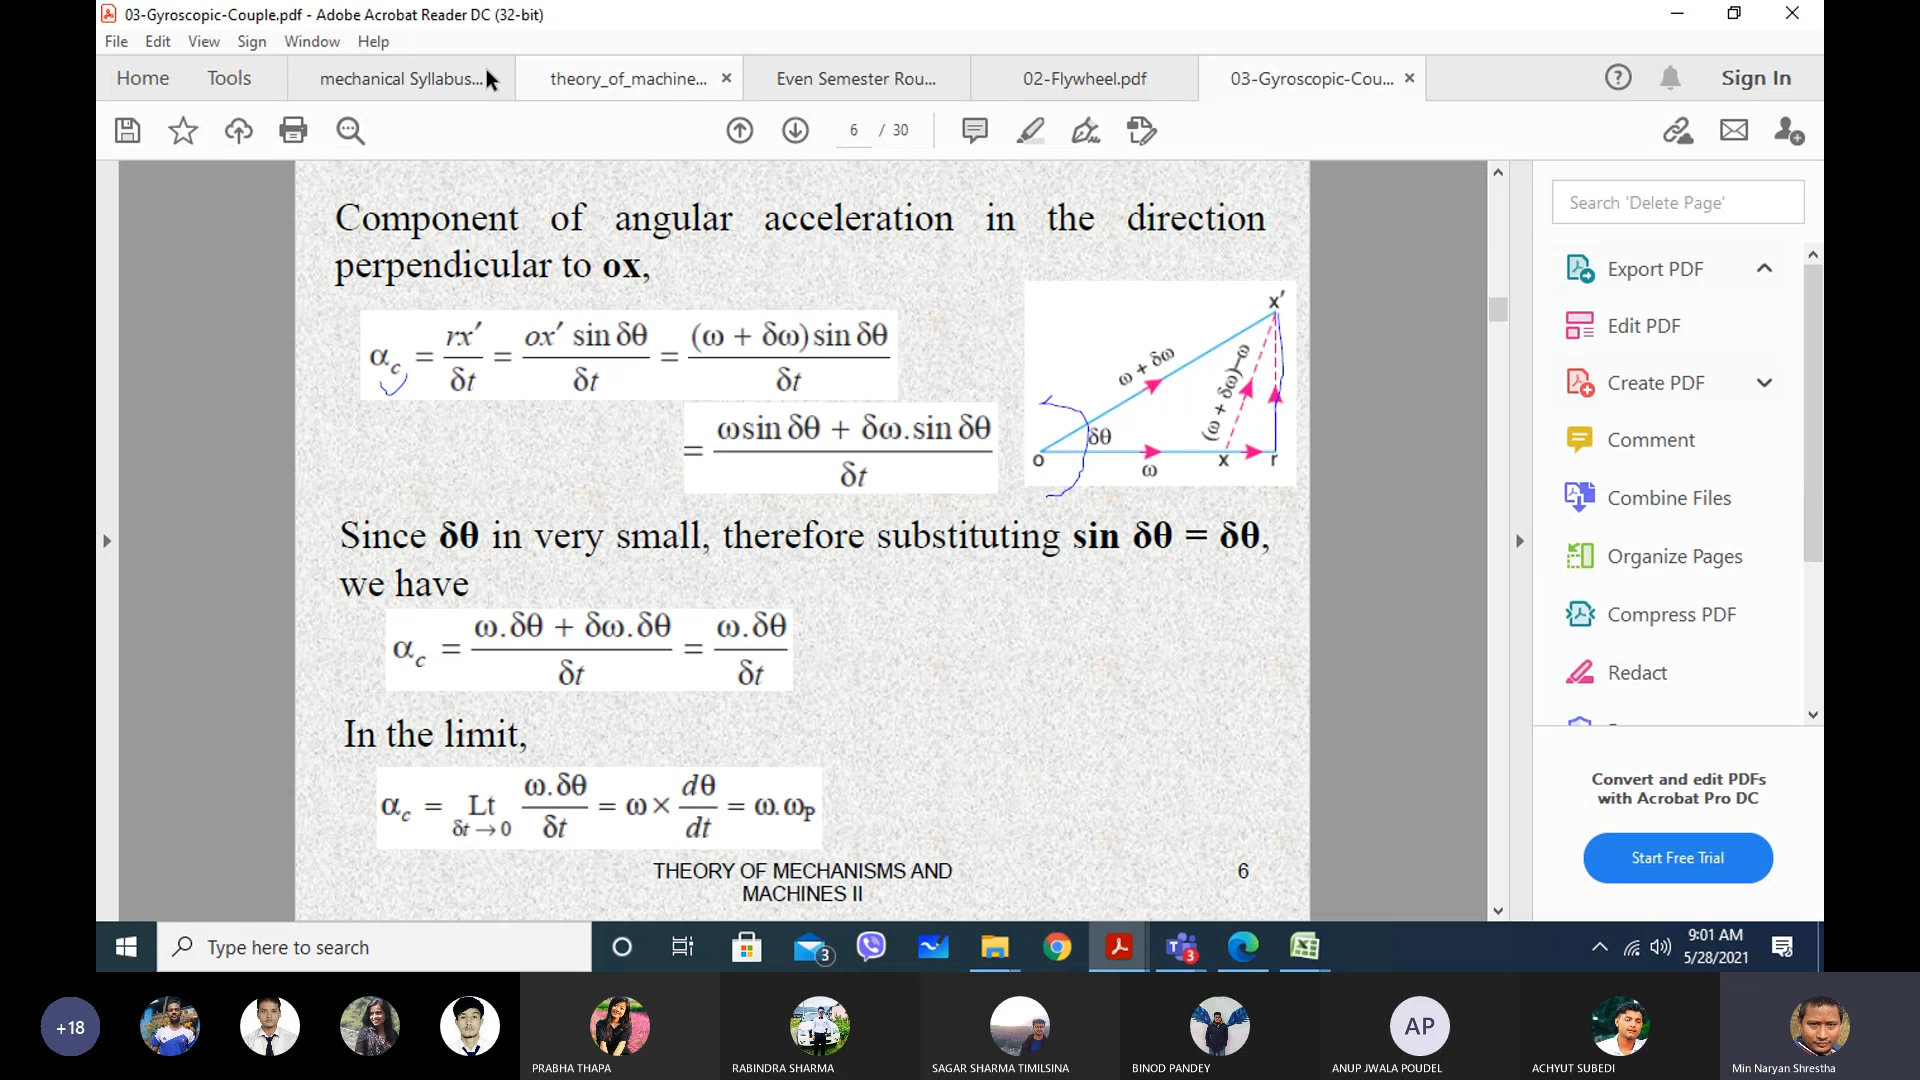 03-Gyroscopic-Couple.pdf - Adobe Acrobat Reader DC (32-bit)
File Edit View Sign Window Help
Home Tools mechanical Syllabus... theory_of_machine... Even Semester Rou... 02-Flywheel.pdf 03-Gyroscopic-Cou... Sign In
6 / 30
Component of angular acceleration in the direction
perpendicular to ox,
α_c = rx′/δt = ox′ sin δθ/δt = (ω + δω) sin δθ/δt
= ω sin δθ + δω . sin δθ/δt
x′
ω + δω
(ω + δω)–ω
δθ
o ω x r
Since δθ in very small, therefore substituting sin δθ = δθ,
we have
α_c = ω.δθ + δω.δθ/δt = ω.δθ/δt
In the limit,
α_c = Lt δt→0 ω.δθ/δt = ω × dθ/dt = ω.ω_P
THEORY OF MECHANISMS AND
MACHINES II
6
Search 'Delete Page'
Export PDF
Edit PDF
Create PDF
Comment
Combine Files
Organize Pages
Compress PDF
Redact
Convert and edit PDFs
with Acrobat Pro DC
Start Free Trial
Type here to search
3
3
9:01 AM
5/28/2021
+18
AP
PRABHA THAPA
RABINDRA SHARMA
SAGAR SHARMA TIMILSINA
BINOD PANDEY
ANUP JWALA POUDEL
ACHYUT SUBEDI
Min Naryan Shrestha